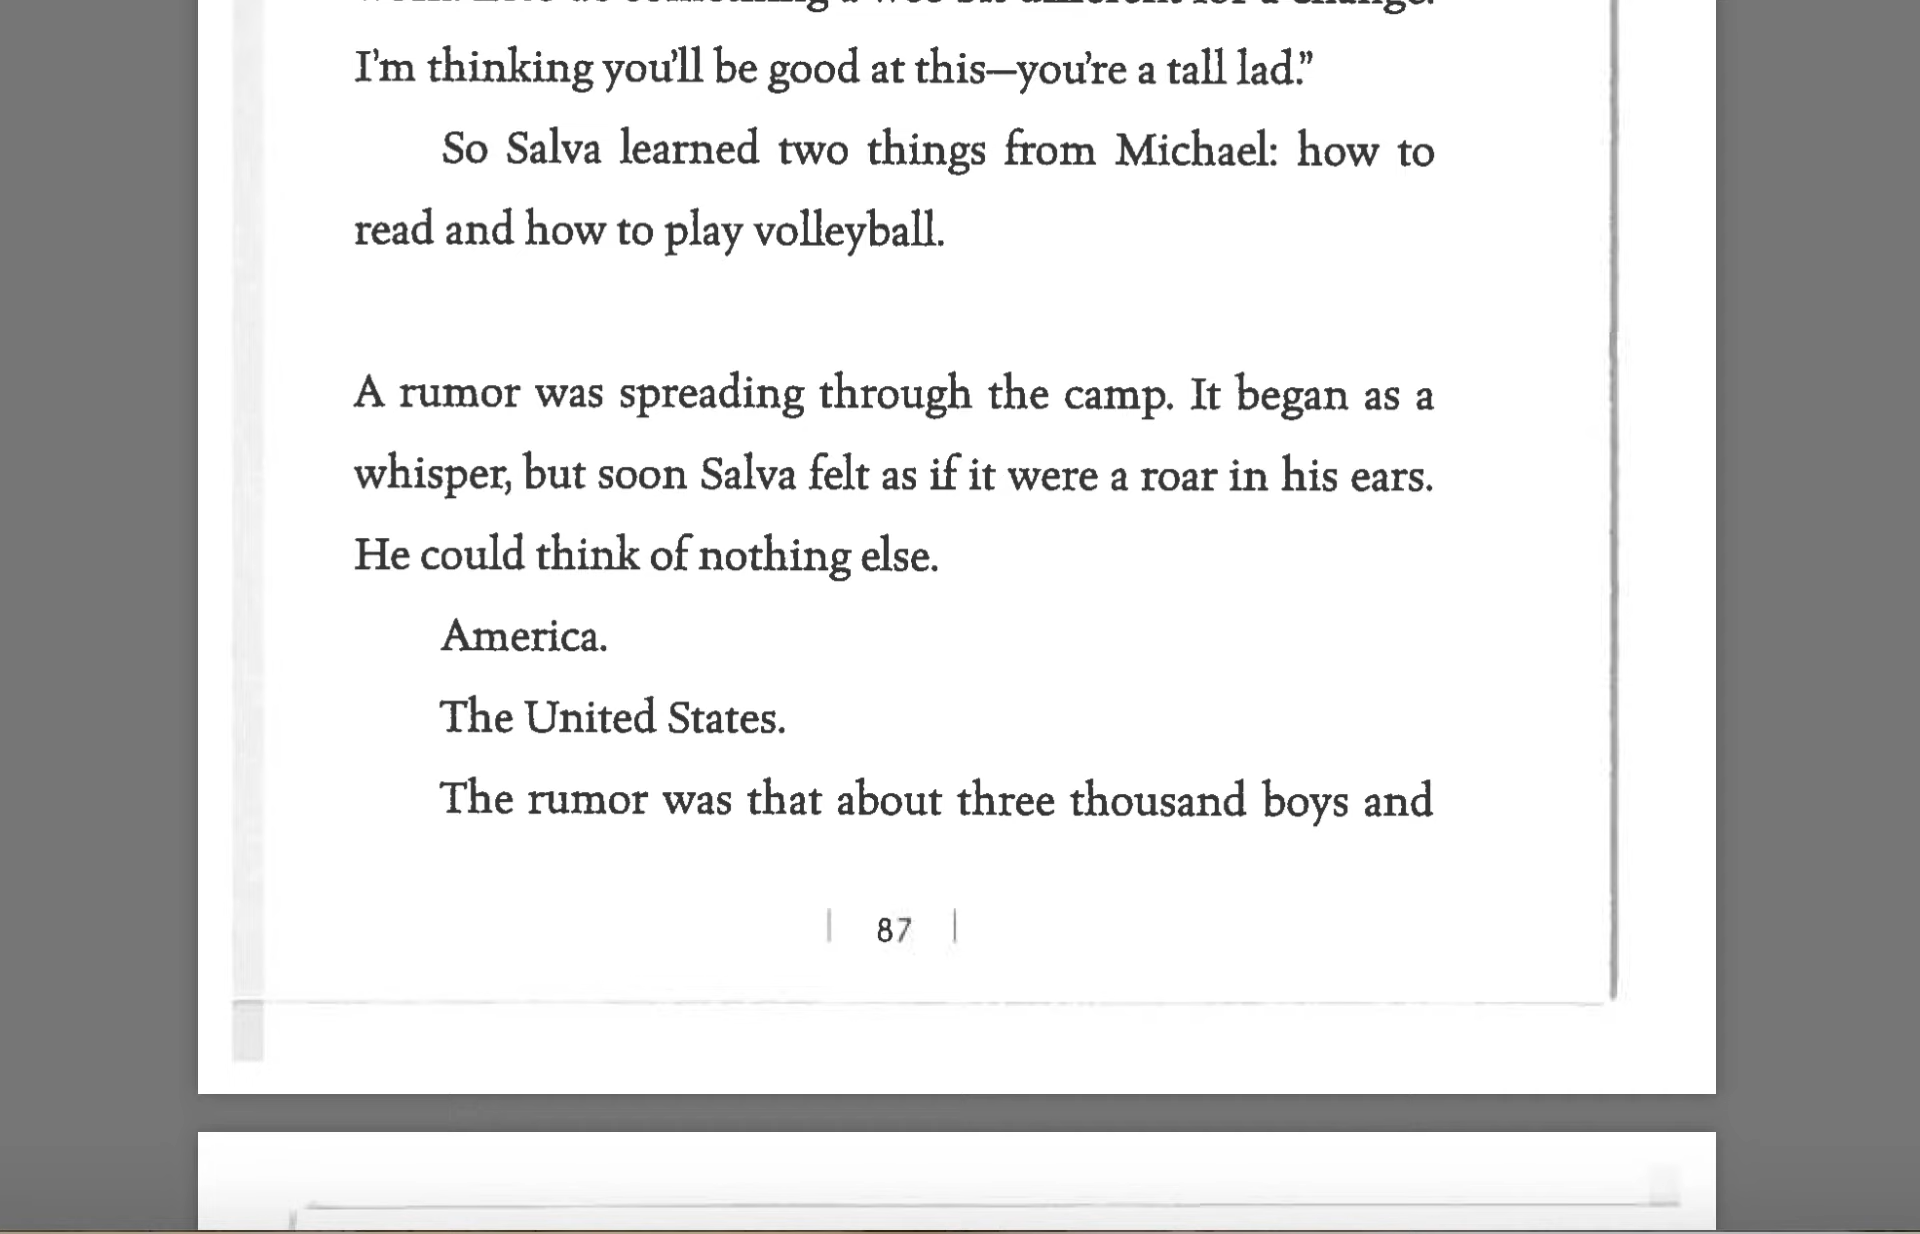 I'm thinking you'll be good at this—you're a tall lad."
So Salva learned two things from Michael: how to
read and how to play volleyball.
A rumor was spreading through the camp. It began as a
whisper, but soon Salva felt as if it were a roar in his ears.
He could think of nothing else.
America.
The United States.
The rumor was that about three thousand boys and
87